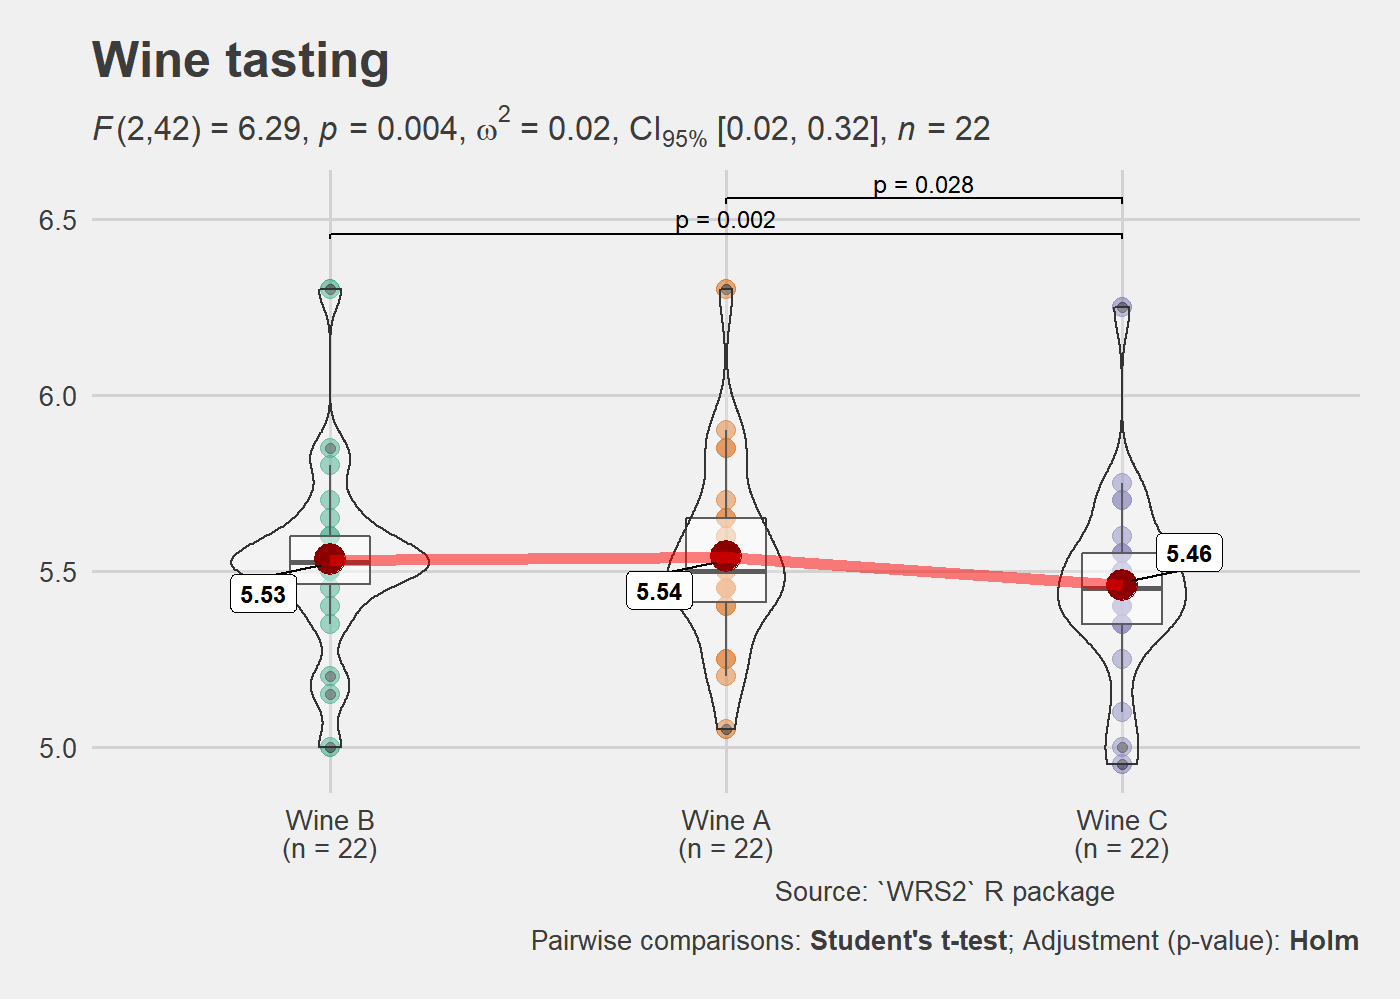 Wine tasting
F(2,42) = 6.29, p = 0.004, ω² = 0.02, CI95% [0.02, 0.32], n = 22
p = 0.028
p = 0.002
6.5
6.0
5.5
5.0
5.53
5.54
5.46
Wine B
(n = 22)
Wine A
(n = 22)
Wine C
(n = 22)
Source: `WRS2` R package
Pairwise comparisons: Student's t-test; Adjustment (p-value): Holm